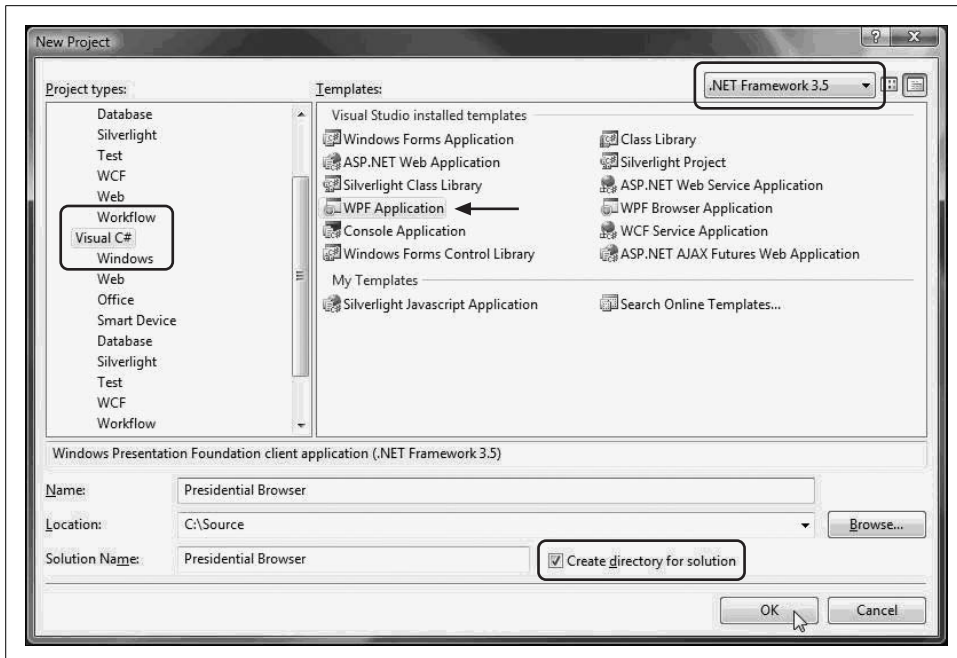 New Project
Project types:
Templates:
.NET Framework 3.5
Database
Silverlight
Test
WCF
Web
Workflow
Visual C#
Windows
Web
Office
Smart Device
Database
Silverlight
Test
WCF
Workflow
Visual Studio installed templates
Windows Forms Application
Class Library
ASP.NET Web Application
Silverlight Project
Silverlight Class Library
ASP.NET Web Service Application
WPF Application
WPF Browser Application
Console Application
WCF Service Application
Windows Forms Control Library
ASP.NET AJAX Futures Web Application
My Templates
Silverlight Javascript Application
Search Online Templates...
Windows Presentation Foundation client application (.NET Framework 3.5)
Name:
Presidential Browser
Location:
C:\Source
Browse...
Solution Name:
Presidential Browser
Create directory for solution
OK
Cancel